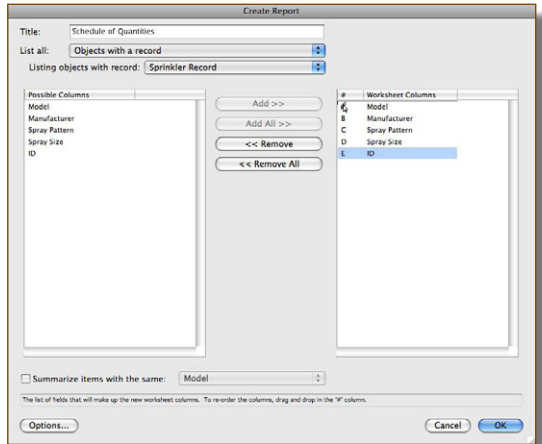 Create Report
Title: Schedule of Quantities
List all: Objects with a record
Listing objects with record: Sprinkler Record
Possible Columns
Model
Manufacturer
Spray Pattern
Spray Size
ID
Add >>
Add All >>
<< Remove
<< Remove All
# Worksheet Columns
Model
B Manufacturer
C Spray Pattern
D Spray Size
E ID
Summarize items with the same: Model
The list of fields that will make up the new worksheet columns. To re-order the columns, drag and drop in the '#' column.
Options... Cancel OK